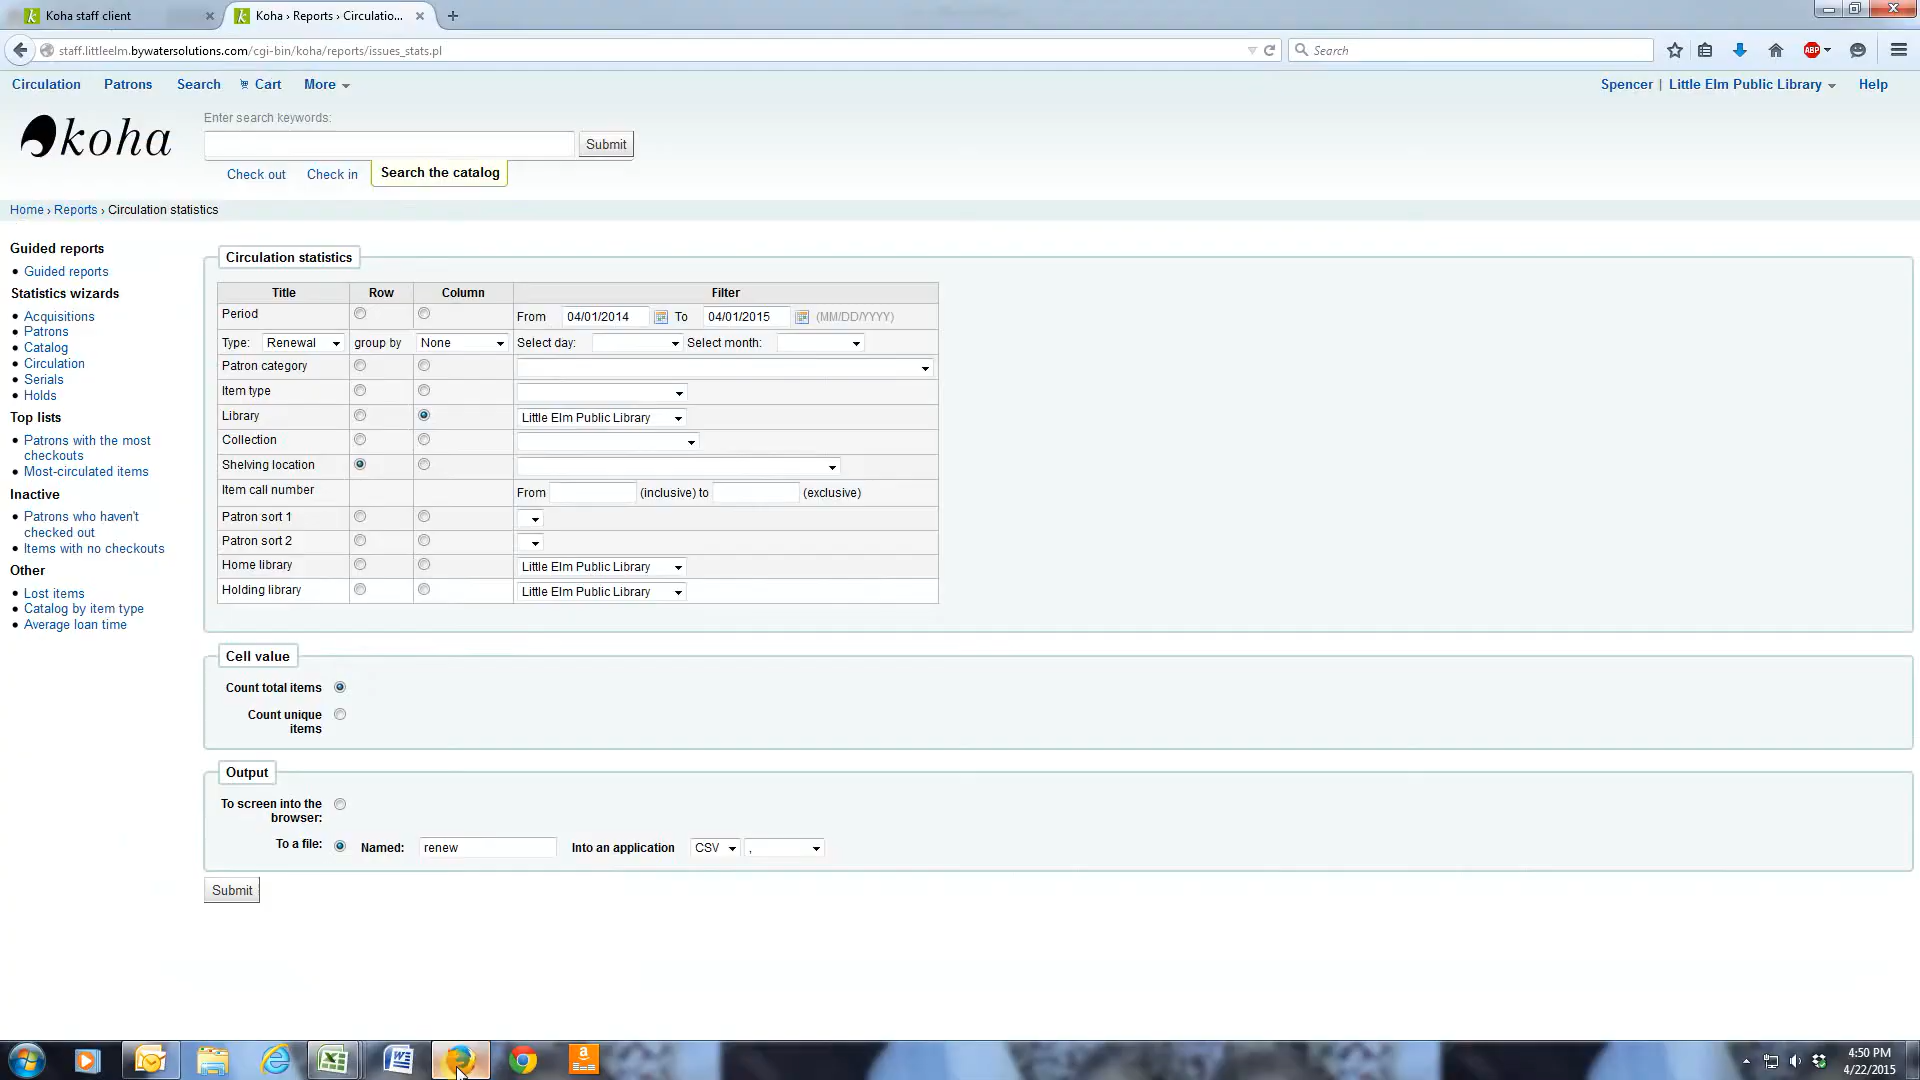 Koha staff client
Koha › Reports › Circulatio...
staff.littleelm.bywatersolutions.com/cgi-bin/koha/reports/issues_stats.pl
Search
ABP
Circulation Patrons Search Cart More
Spencer | Little Elm Public Library Help
koha
Enter search keywords:
Submit
Check out Check in Search the catalog
Home › Reports › Circulation statistics
Guided reports
Guided reports
Statistics wizards
Acquisitions
Patrons
Catalog
Circulation
Serials
Holds
Top lists
Patrons with the most
checkouts
Most-circulated items
Inactive
Patrons who haven't
checked out
Items with no checkouts
Other
Lost items
Catalog by item type
Average loan time
Circulation statistics
Title Row Column Filter
Period From 04/01/2014 To 04/01/2015 (MM/DD/YYYY)
Type: Renewal group by None Select day: Select month:
Patron category
Item type
Library Little Elm Public Library
Collection
Shelving location
Item call number From (inclusive) to (exclusive)
Patron sort 1
Patron sort 2
Home library Little Elm Public Library
Holding library Little Elm Public Library
Cell value
Count total items
Count unique
items
Output
To screen into the
browser:
To a file: Named: renew Into an application CSV ,
Submit
4:50 PM
4/22/2015